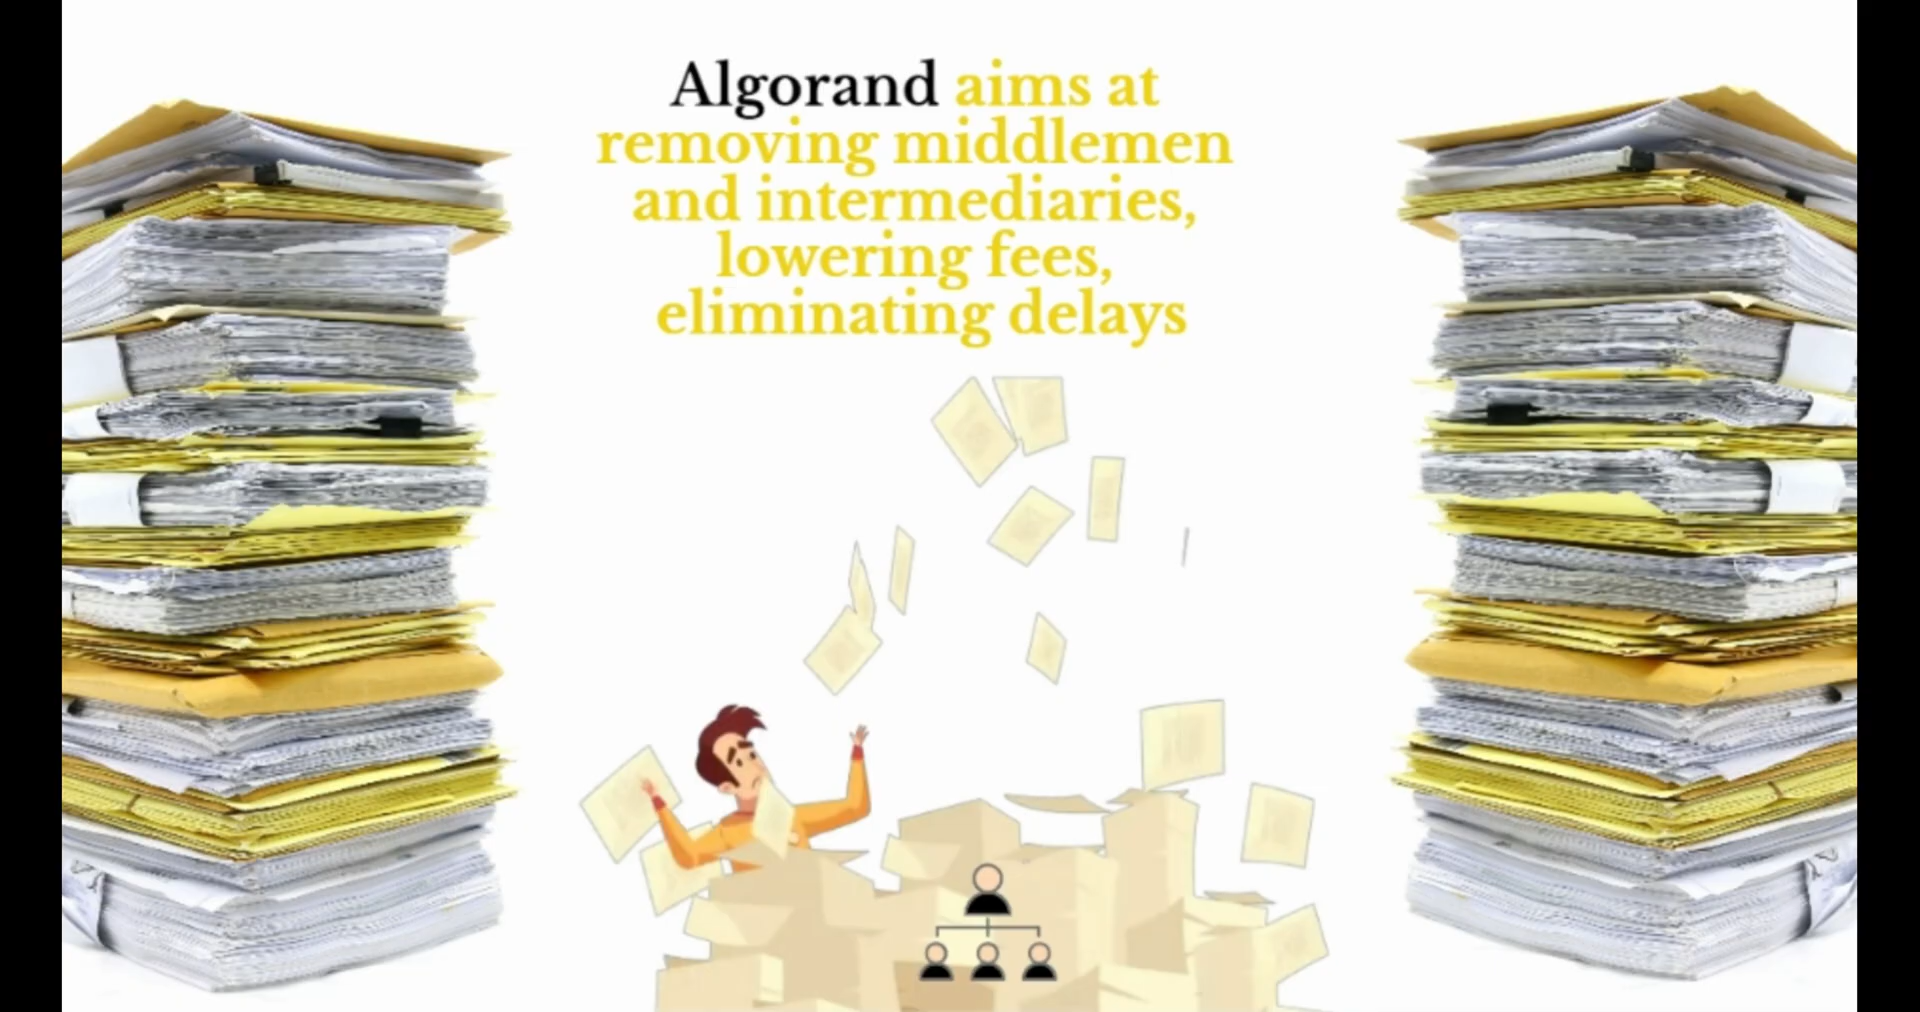 Algorand aims at
removing middlemen
and intermediaries,
lowering fees,
eliminating delays